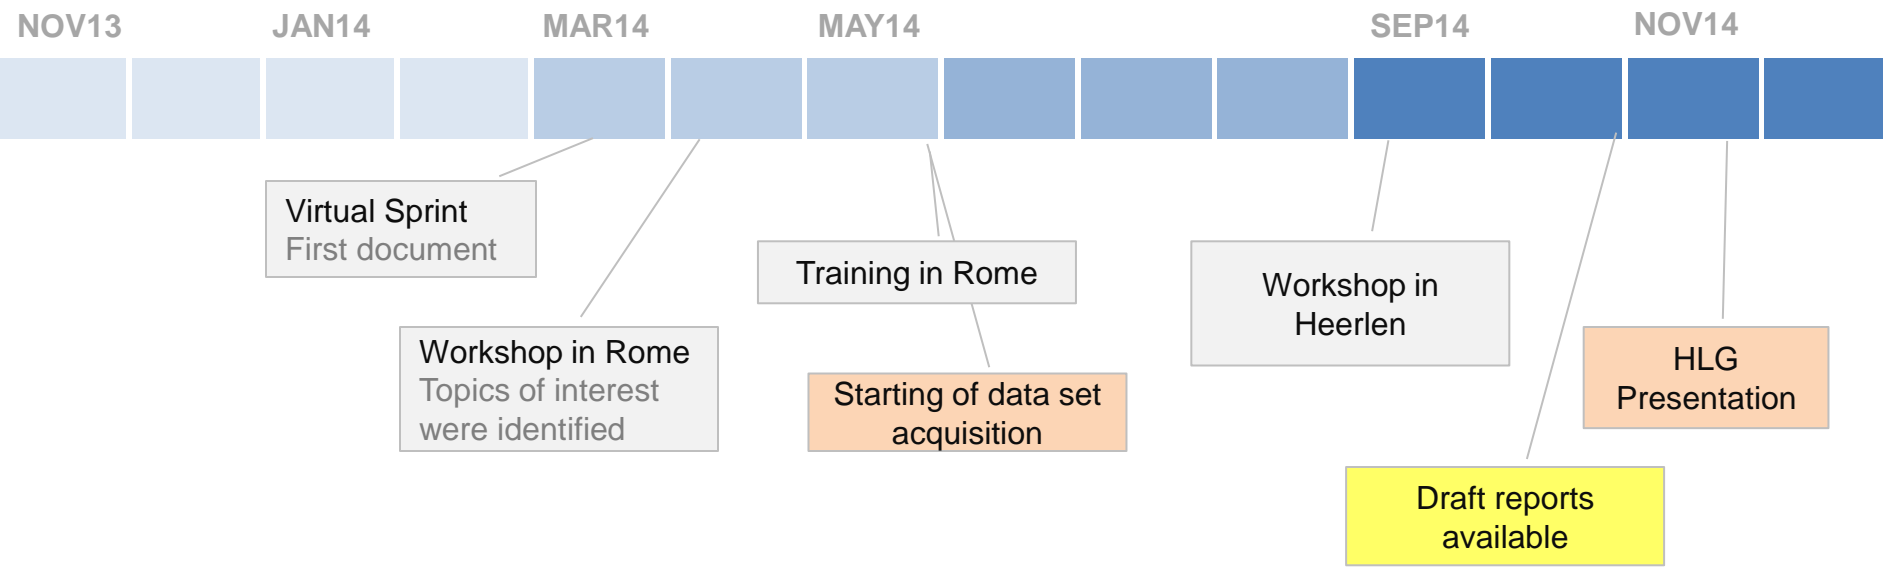 NOV13
JAN14
MAR14
MAY14
SEP14
NOV14
Virtual Sprint
First document
Workshop in Rome
Topics of interest
were identified
Training in Rome
Starting of data set
acquisition
Workshop in
Heerlen
HLG
Presentation
Draft reports
available